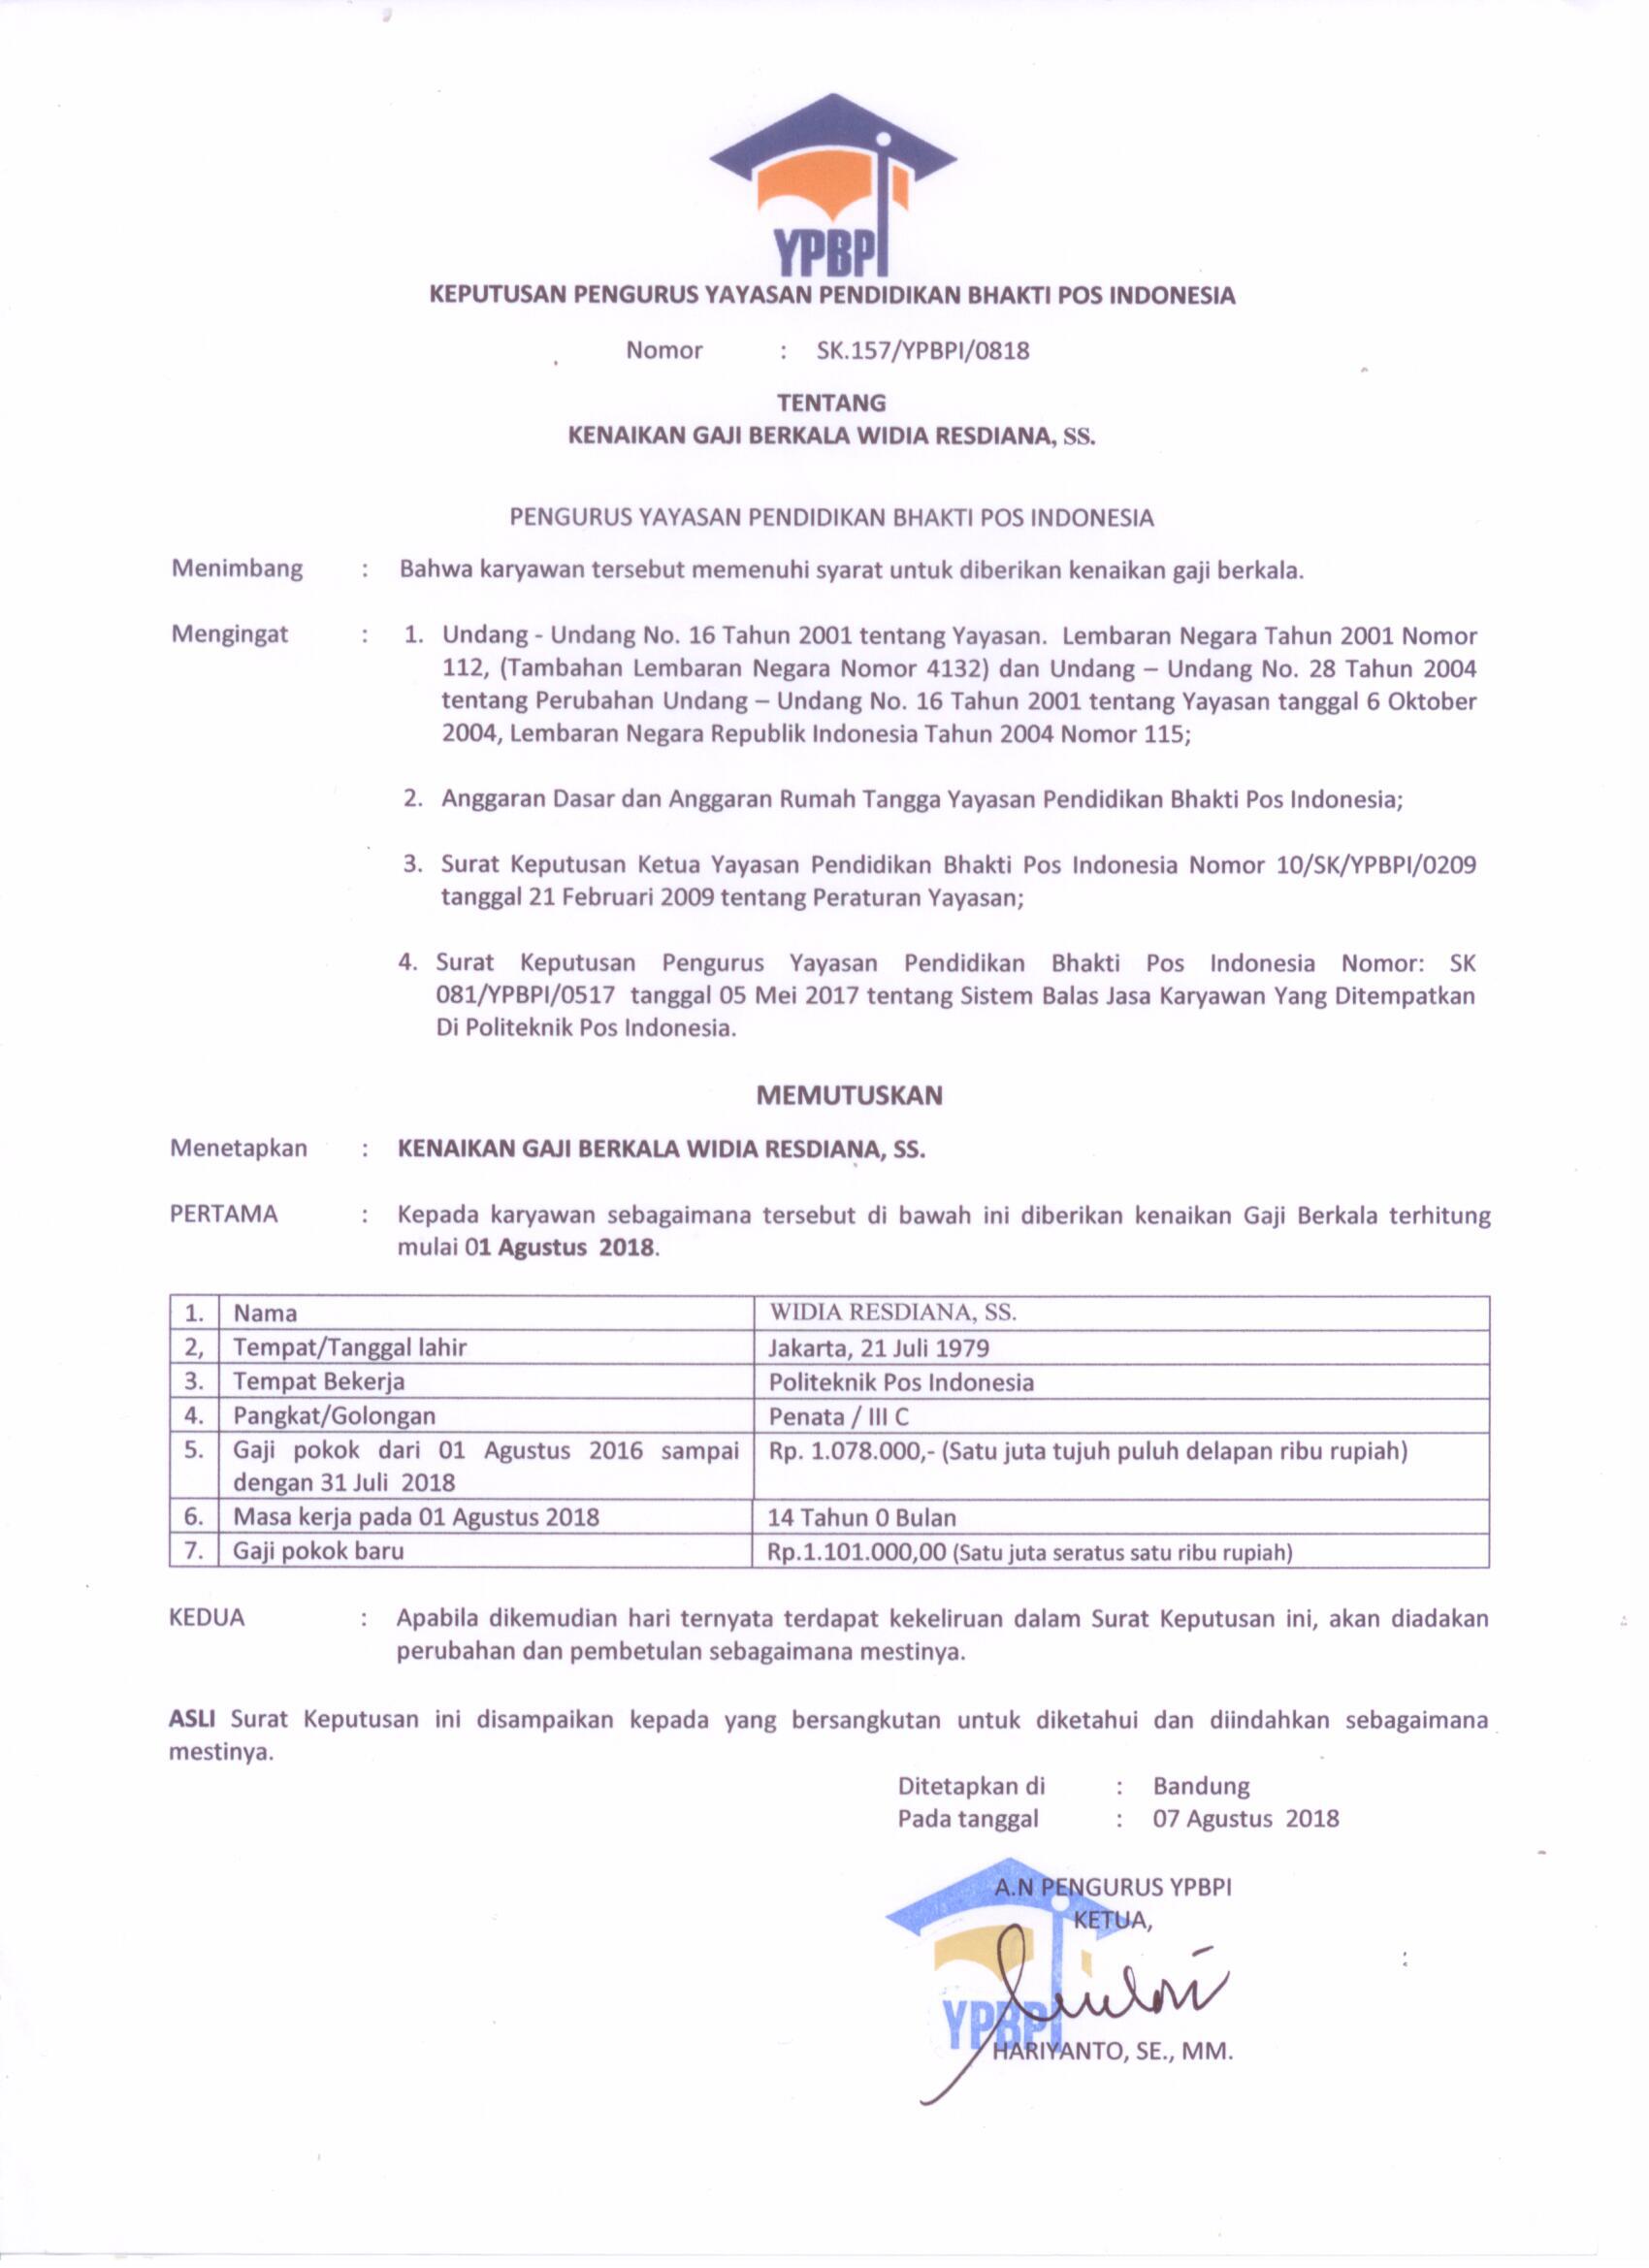 YPBPI
KEPUTUSAN PENGURUS YAYASAN PENDIDIKAN BHAKTI POS INDONESIA
Nomor : SK.157/YPBPI/0818
TENTANG
KENAIKAN GAJI BERKALA WIDIA RESDIANA, SS.
PENGURUS YAYASAN PENDIDIKAN BHAKTI POS INDONESIA
Menimbang : Bahwa karyawan tersebut memenuhi syarat untuk diberikan kenaikan gaji berkala.
Mengingat : 1. Undang - Undang No. 16 Tahun 2001 tentang Yayasan. Lembaran Negara Tahun 2001 Nomor
112, (Tambahan Lembaran Negara Nomor 4132) dan Undang – Undang No. 28 Tahun 2004
tentang Perubahan Undang – Undang No. 16 Tahun 2001 tentang Yayasan tanggal 6 Oktober
2004, Lembaran Negara Republik Indonesia Tahun 2004 Nomor 115;
2. Anggaran Dasar dan Anggaran Rumah Tangga Yayasan Pendidikan Bhakti Pos Indonesia;
3. Surat Keputusan Ketua Yayasan Pendidikan Bhakti Pos Indonesia Nomor 10/SK/YPBPI/0209
tanggal 21 Februari 2009 tentang Peraturan Yayasan;
4. Surat Keputusan Pengurus Yayasan Pendidikan Bhakti Pos Indonesia Nomor: SK
081/YPBPI/0517 tanggal 05 Mei 2017 tentang Sistem Balas Jasa Karyawan Yang Ditempatkan
Di Politeknik Pos Indonesia.
MEMUTUSKAN
Menetapkan : KENAIKAN GAJI BERKALA WIDIA RESDIANA, SS.
PERTAMA : Kepada karyawan sebagaimana tersebut di bawah ini diberikan kenaikan Gaji Berkala terhitung
mulai 01 Agustus 2018.
1. Nama WIDIA RESDIANA, SS.
2, Tempat/Tanggal lahir Jakarta, 21 Juli 1979
3. Tempat Bekerja Politeknik Pos Indonesia
4. Pangkat/Golongan Penata / III C
5. Gaji pokok dari 01 Agustus 2016 sampai Rp. 1.078.000,- (Satu juta tujuh puluh delapan ribu rupiah)
dengan 31 Juli 2018
6. Masa kerja pada 01 Agustus 2018 14 Tahun 0 Bulan
7. Gaji pokok baru Rp.1.101.000,00 (Satu juta seratus satu ribu rupiah)
KEDUA : Apabila dikemudian hari ternyata terdapat kekeliruan dalam Surat Keputusan ini, akan diadakan
perubahan dan pembetulan sebagaimana mestinya.
ASLI Surat Keputusan ini disampaikan kepada yang bersangkutan untuk diketahui dan diindahkan sebagaimana
mestinya.
Ditetapkan di : Bandung
Pada tanggal : 07 Agustus 2018
A.N PENGURUS YPBPI
KETUA,
YPBPI
HARIYANTO, SE., MM.